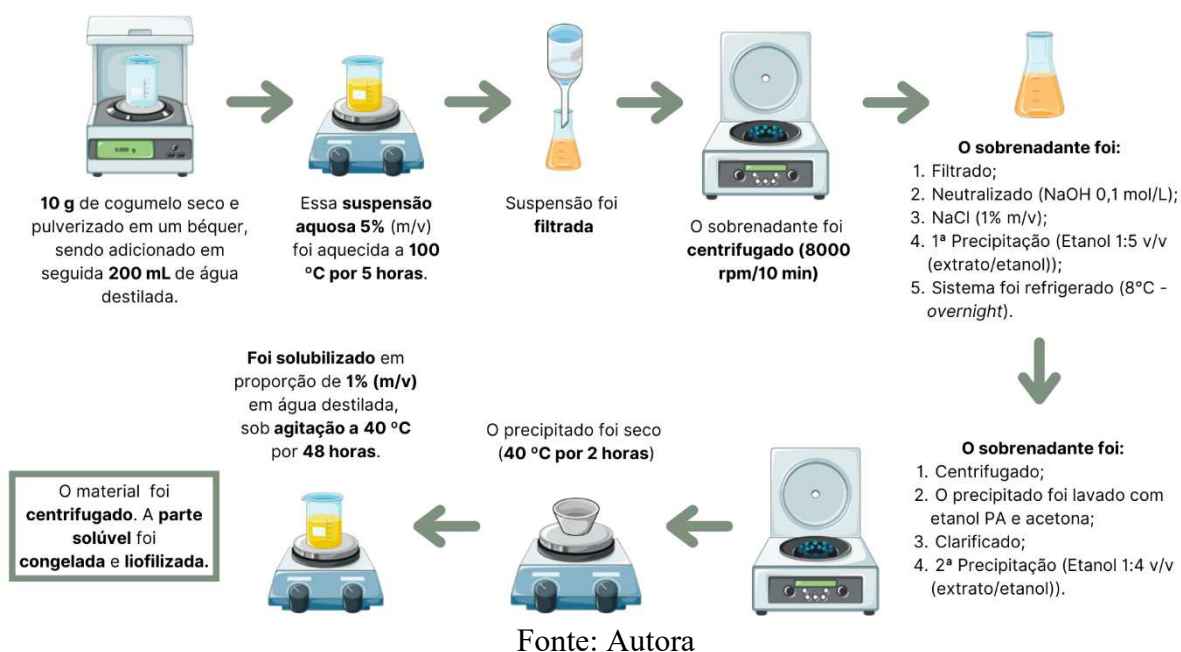 10 g de cogumelo seco e
pulverizado em um béquer,
sendo adicionado em
seguida 200 mL de água
destilada.
Essa suspensão
aquosa 5% (m/v)
foi aquecida a 100
ºC por 5 horas.
Suspensão foi
filtrada
O sobrenadante foi
centrifugado (8000
rpm/10 min)
O sobrenadante foi:
1. Filtrado;
2. Neutralizado (NaOH 0,1 mol/L);
3. NaCl (1% m/v);
4. 1ª Precipitação (Etanol 1:5 v/v
(extrato/etanol));
5. Sistema foi refrigerado (8°C -
overnight).
O sobrenadante foi:
1. Centrifugado;
2. O precipitado foi lavado com
etanol PA e acetona;
3. Clarificado;
4. 2ª Precipitação (Etanol 1:4 v/v
(extrato/etanol)).
O precipitado foi seco
(40 ºC por 2 horas)
Foi solubilizado em
proporção de 1% (m/v)
em água destilada,
sob agitação a 40 ºC
por 48 horas.
O material foi
centrifugado. A parte
solúvel foi
congelada e liofilizada.
Fonte: Autora